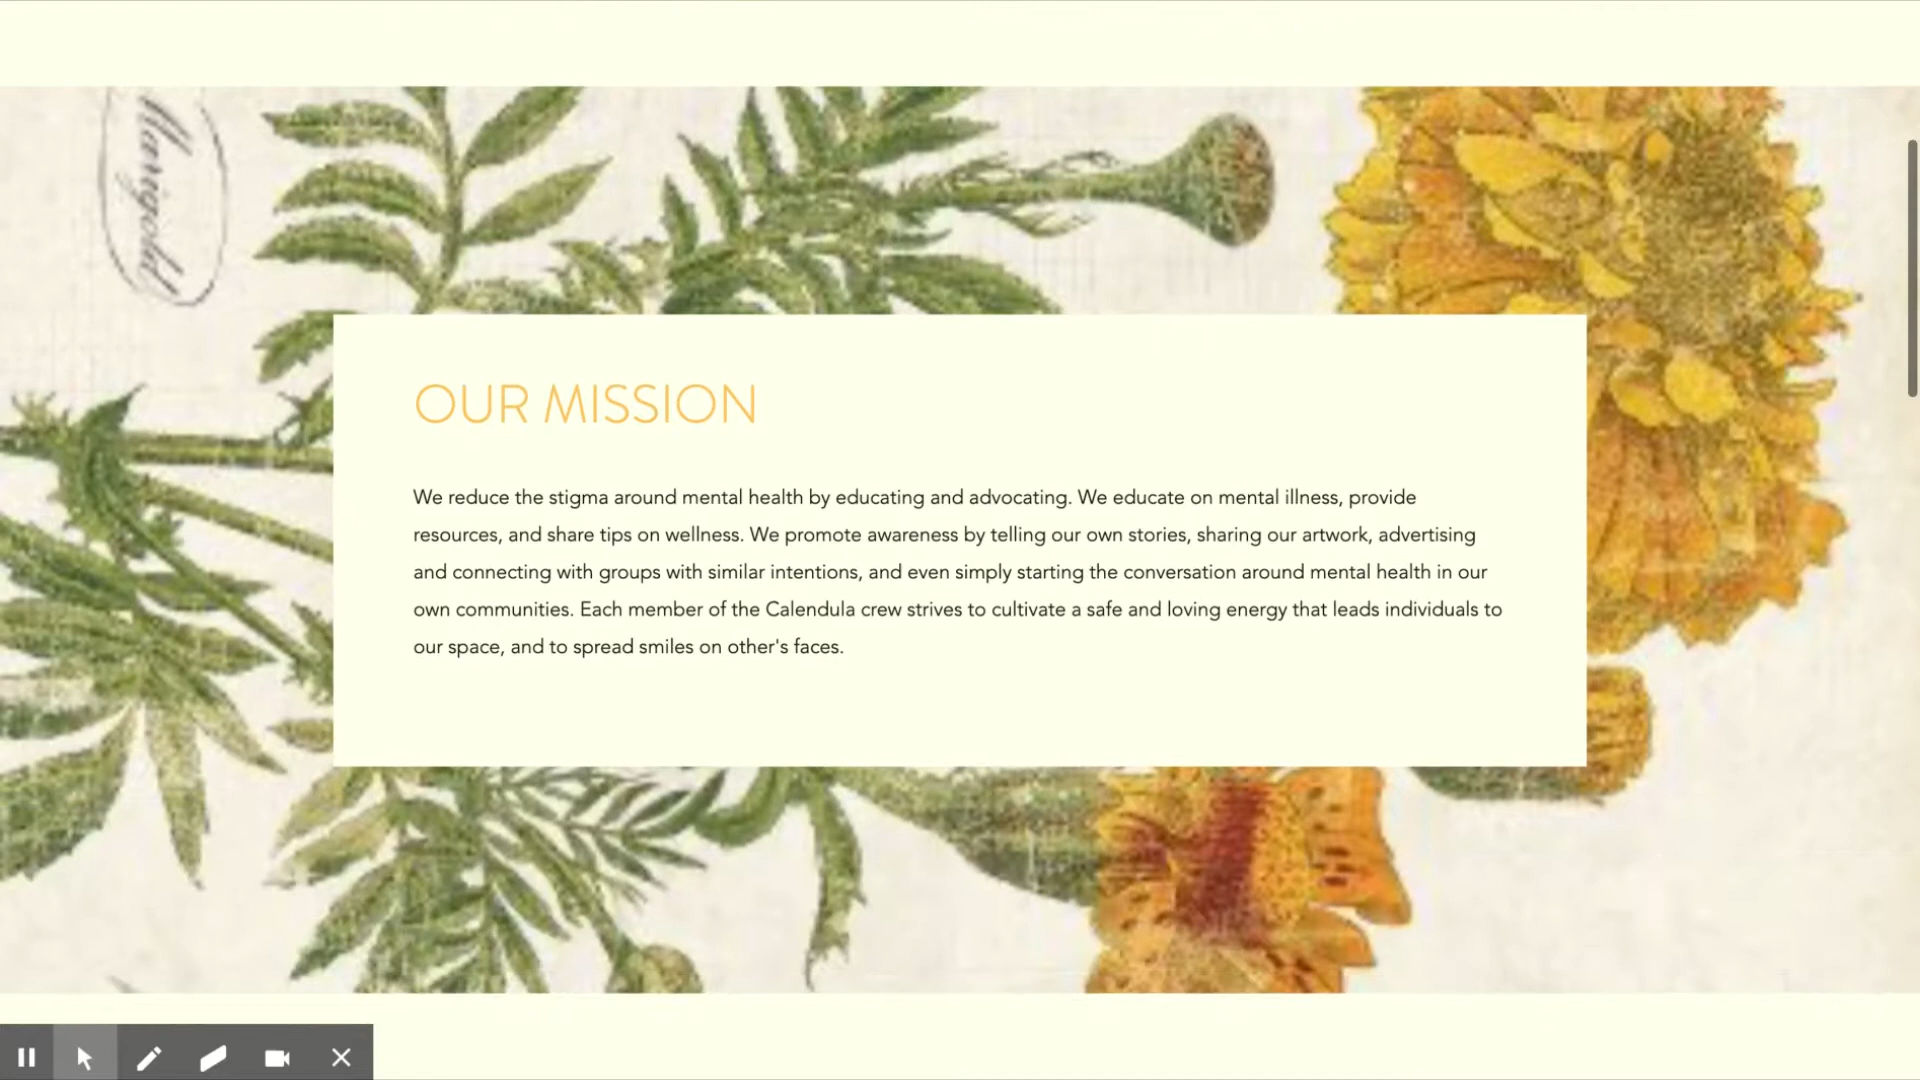 Marigold
OUR MISSION
We reduce the stigma around mental health by educating and advocating. We educate on mental illness, provide
resources, and share tips on wellness. We promote awareness by telling our own stories, sharing our artwork, advertising
and connecting with groups with similar intentions, and even simply starting the conversation around mental health in our
own communities. Each member of the Calendula crew strives to cultivate a safe and loving energy that leads individuals to
our space, and to spread smiles on other's faces.